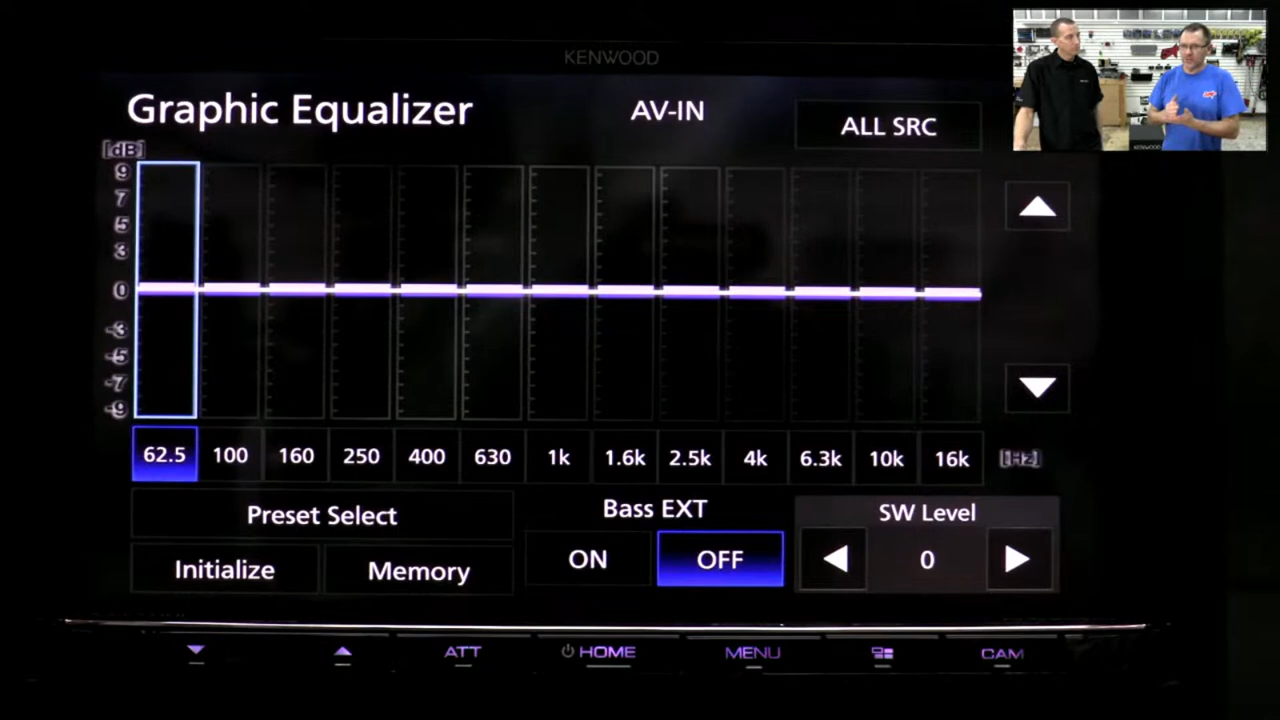 KENWOOD
Graphic Equalizer
AV-IN
ALL SRC
[dB]
9
7
5
3
0
-3
-5
-7
-9
62.5 100 160 250 400 630 1k 1.6k 2.5k 4k 6.3k 10k 16k [Hz]
Preset Select
Bass EXT
SW Level
Initialize
Memory
ON
OFF
0
ATT
HOME
MENU
CAM
KENWOOD